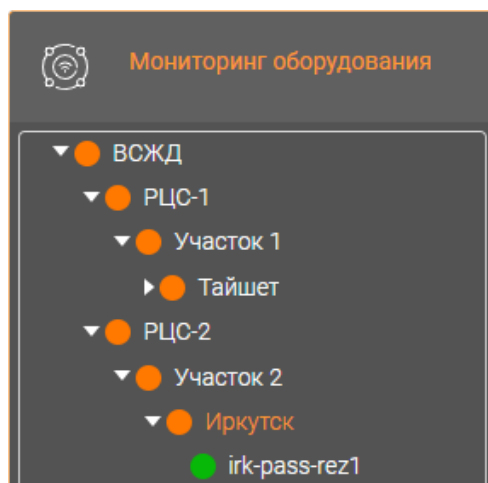 Мониторинг оборудования
ВСЖД
РЦС-1
Участок 1
Тайшет
РЦС-2
Участок 2
Иркутск
irk-pass-rez1